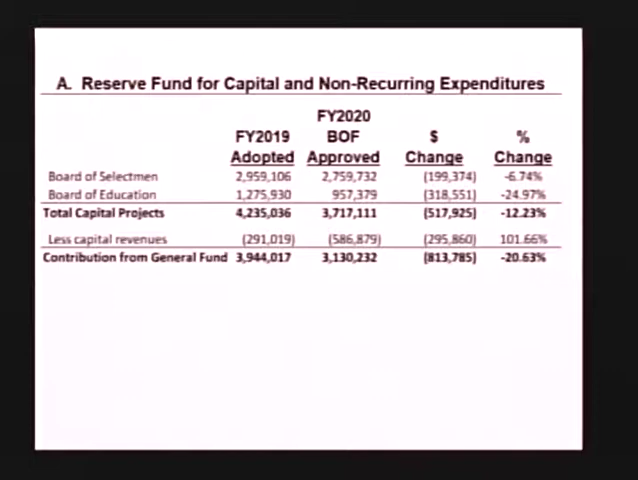 A. Reserve Fund for Capital and Non-Recurring Expenditures
FY2020
FY2019 BOF $ %
Adopted Approved Change Change
Board of Selectmen 2,959,106 2,759,732 (199,374) -6.74%
Board of Education 1,275,930 957,379 (318,551) -24.97%
Total Capital Projects 4,235,036 3,717,111 (517,925) -12.23%
Less capital revenues (291,019) (586,879) (295,860) 101.66%
Contribution from General Fund 3,944,017 3,130,232 (813,785) -20.63%